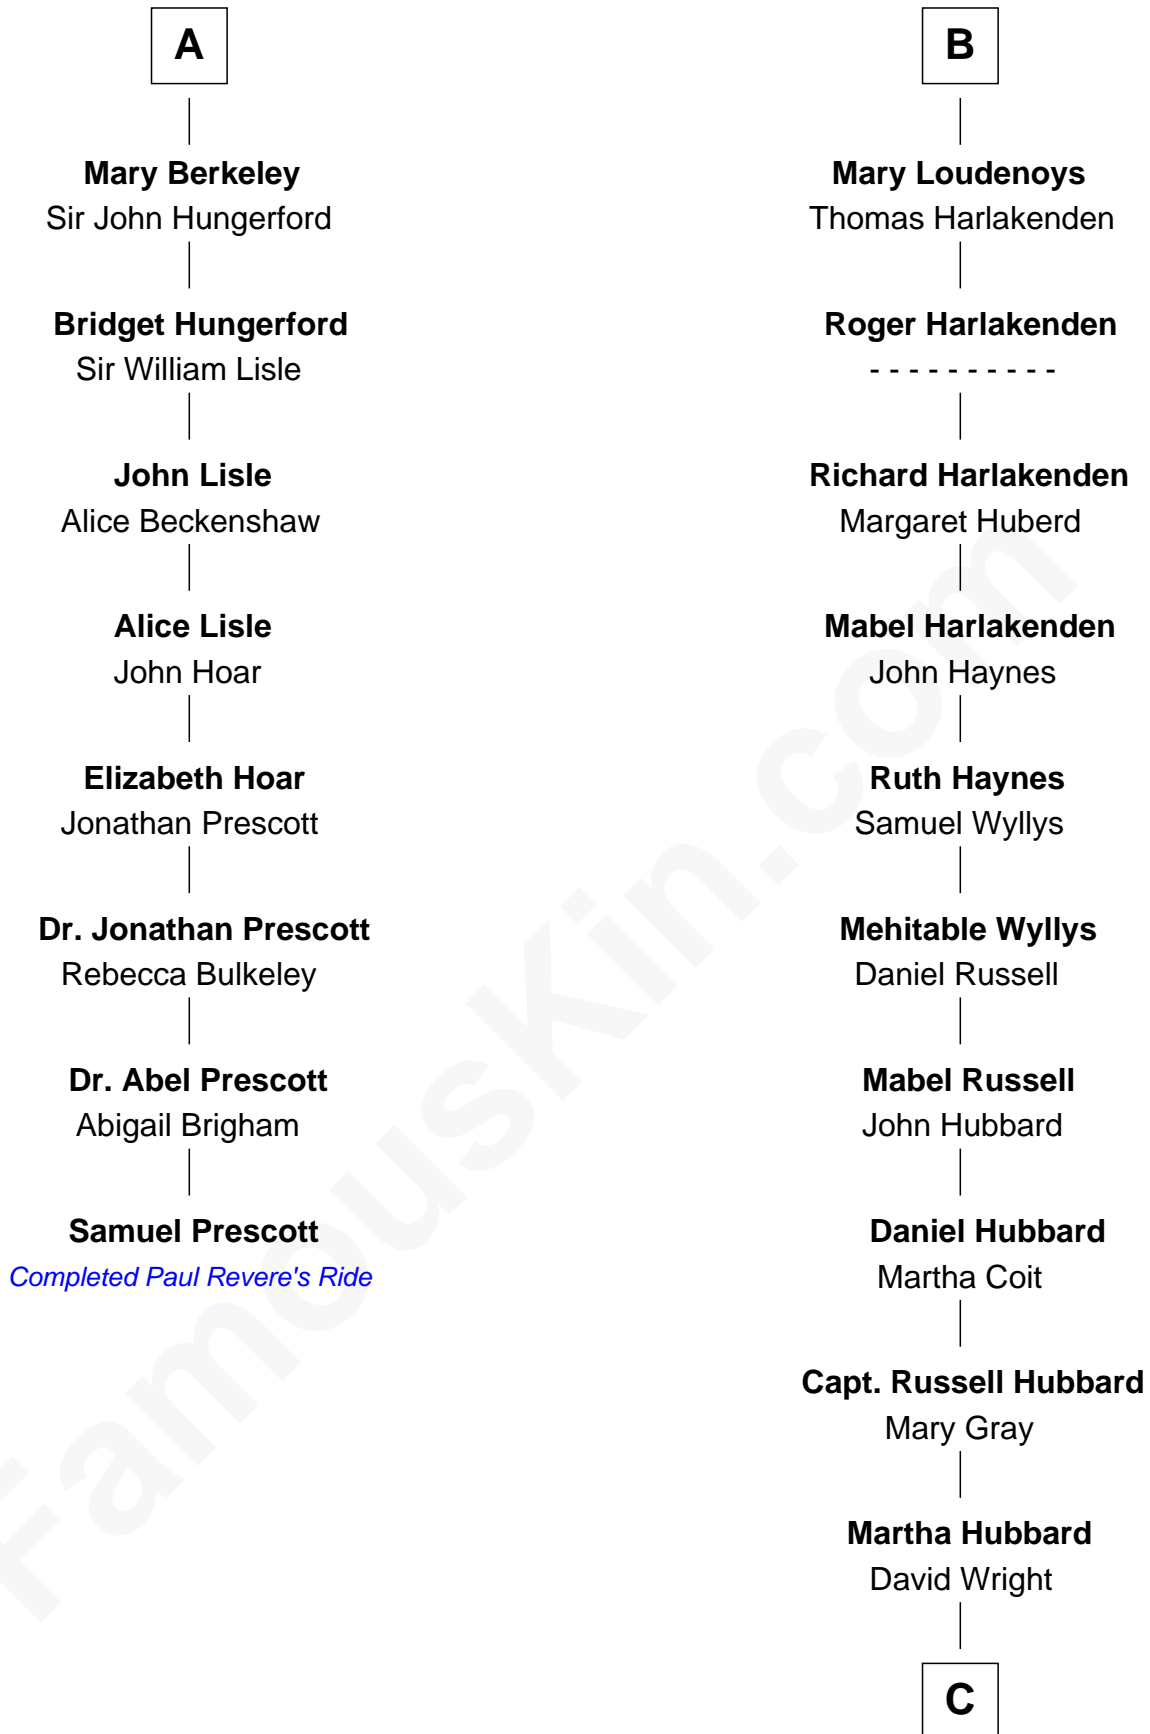 A
Mary Berkeley
Sir John Hungerford
Bridget Hungerford
Sir William Lisle
John Lisle
Alice Beckenshaw
Alice Lisle
John Hoar
Elizabeth Hoar
Jonathan Prescott
Dr. Jonathan Prescott
Rebecca Bulkeley
Dr. Abel Prescott
Abigail Brigham
Samuel Prescott
Completed Paul Revere's Ride
B
Mary Loudenoys
Thomas Harlakenden
Roger Harlakenden
- - - - - - - - - -
Richard Harlakenden
Margaret Huberd
Mabel Harlakenden
John Haynes
Ruth Haynes
Samuel Wyllys
Mehitable Wyllys
Daniel Russell
Mabel Russell
John Hubbard
Daniel Hubbard
Martha Coit
Capt. Russell Hubbard
Mary Gray
Martha Hubbard
David Wright
C
FamousKin.com